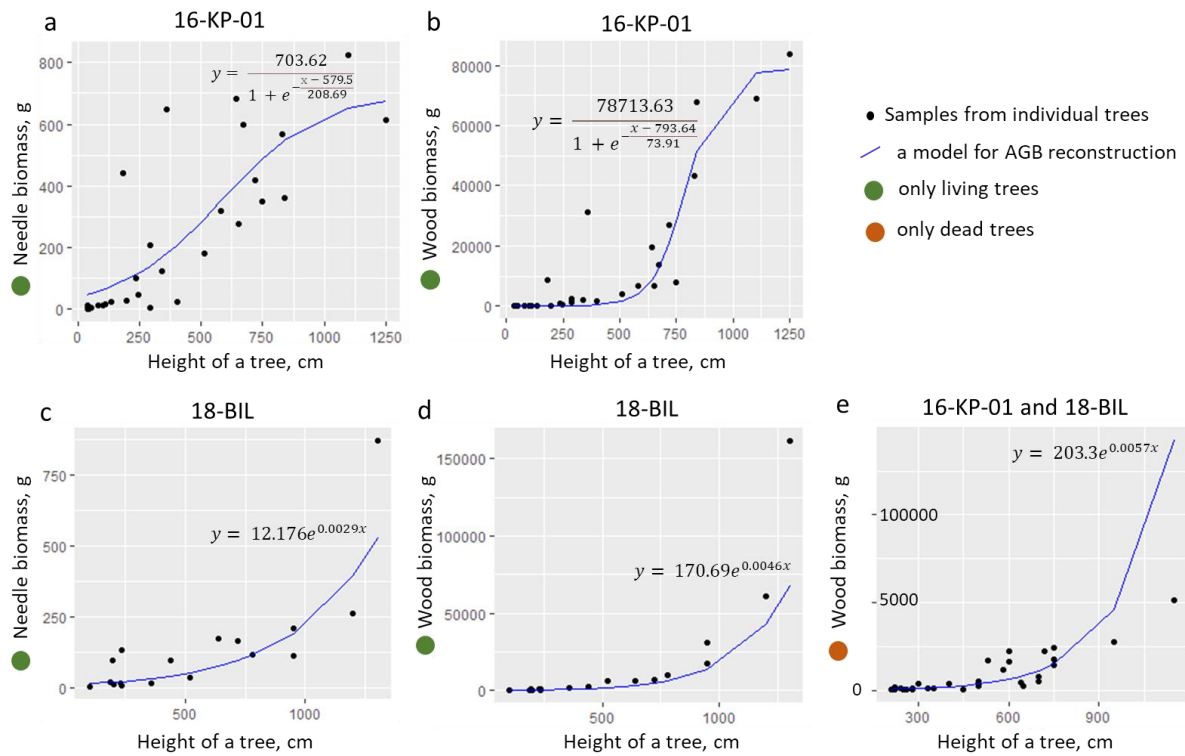 a
16-KP-01
Needle biomass, g
800
600
400
200
0
y = 703.62 / 1 + e^{-\frac{x − 579.5}{208.69}}
0 250 500 750 1000 1250
Height of a tree, cm
b
16-KP-01
Wood biomass, g
80000
60000
40000
20000
0
y = 78713.63 / 1 + e^{-\frac{x − 793.64}{73.91}}
0 250 500 750 1000 1250
Height of a tree, cm
Samples from individual trees
a model for AGB reconstruction
only living trees
only dead trees
c
18-BIL
Needle biomass, g
750
500
250
0
y = 12.176e^{0.0029x}
500 1000
Height of a tree, cm
d
18-BIL
Wood biomass, g
150000
100000
50000
0
y = 170.69e^{0.0046x}
500 1000
Height of a tree, cm
e
16-KP-01 and 18-BIL
Wood biomass, g
100000
5000
0
y = 203.3e^{0.0057x}
300 600 900
Height of a tree, cm